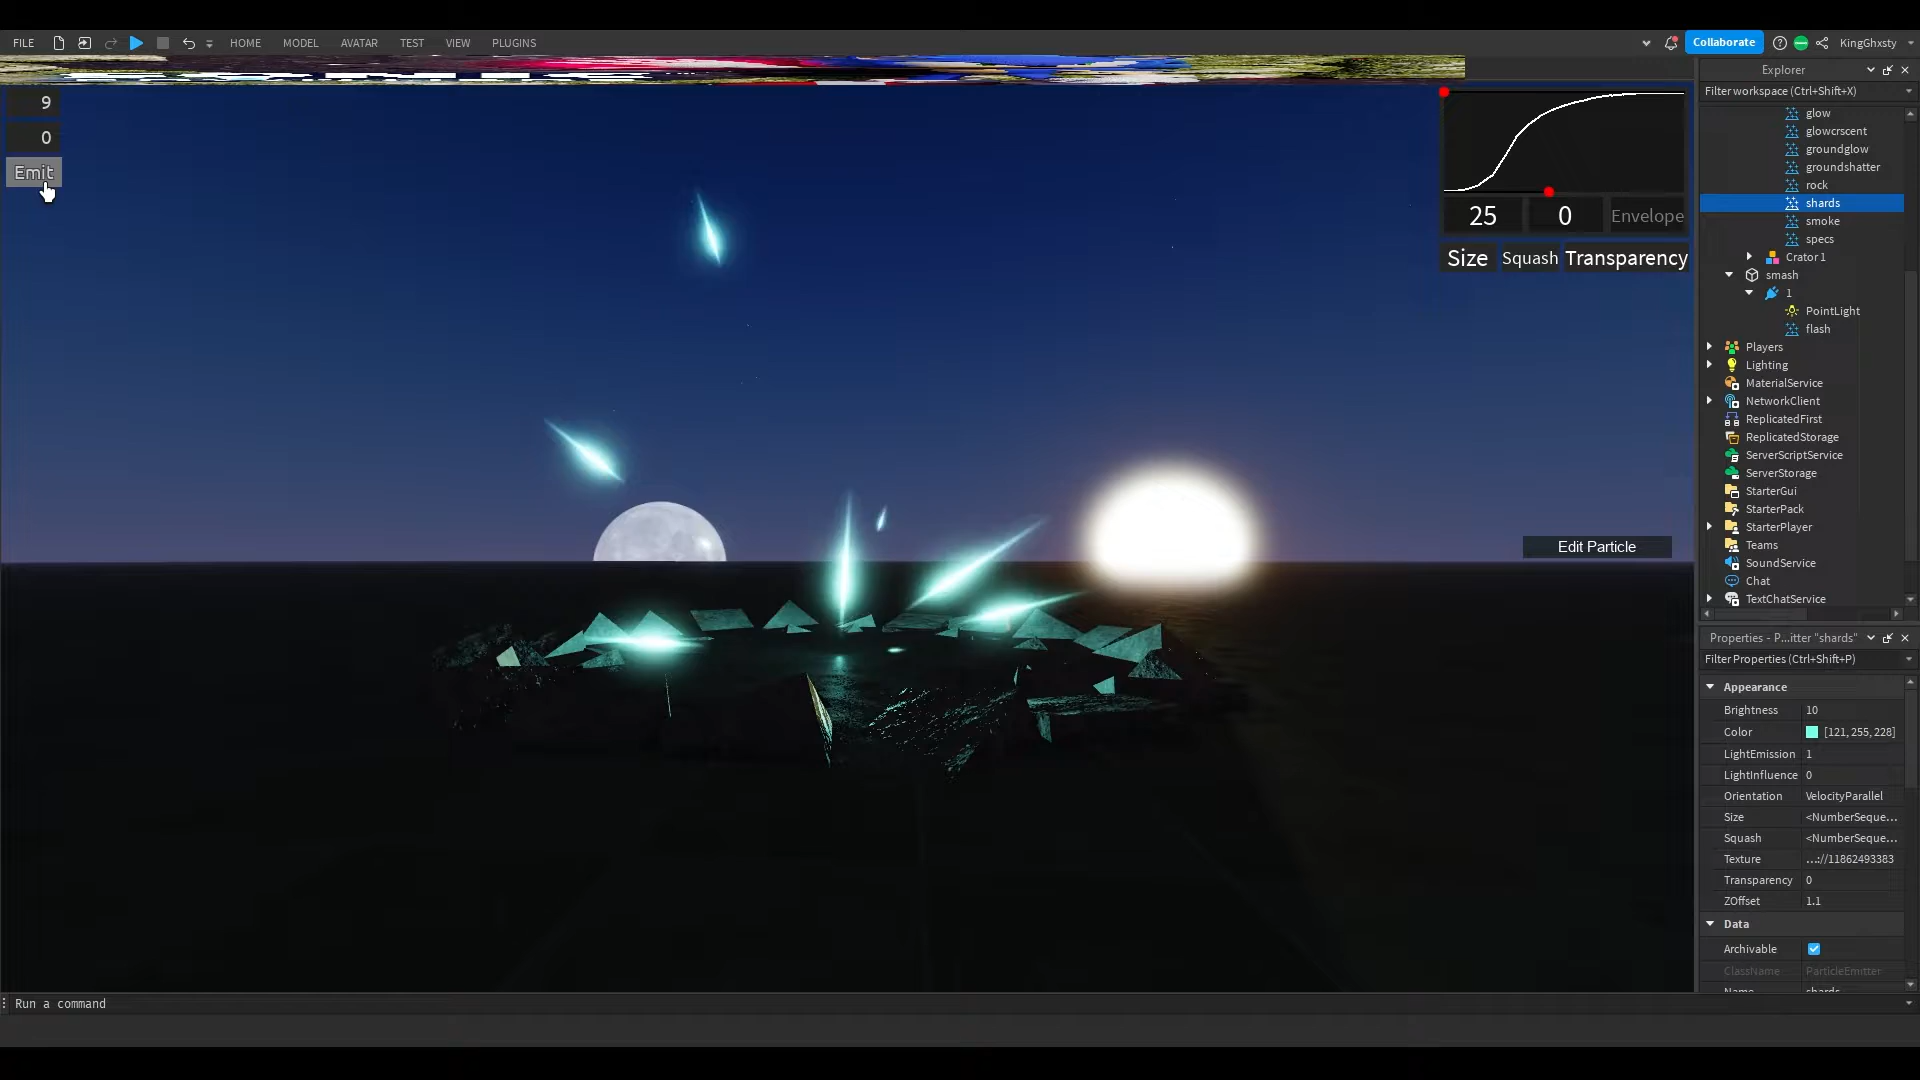 FILE
HOME
MODEL
AVATAR
TEST
VIEW
PLUGINS
Collaborate
KingGhxsty
9
0
Emit
25
0
Envelope
Size
Squash
Transparency
Edit Particle
Explorer
Filter workspace (Ctrl+Shift+X)
glow
glowcrscent
groundglow
groundshatter
rock
shards
smoke
specs
Crator1
smash
1
PointLight
flash
Players
Lighting
MaterialService
NetworkClient
ReplicatedFirst
ReplicatedStorage
ServerScriptService
ServerStorage
StarterGui
StarterPack
StarterPlayer
Teams
SoundService
Chat
TextChatService
Properties - P...itter "shards"
Filter Properties (Ctrl+Shift+P)
Appearance
Brightness 10
Color [121, 255, 228]
LightEmission 1
LightInfluence 0
Orientation VelocityParallel
Size <NumberSeque...
Squash <NumberSeque...
Texture ...://11862493383
Transparency 0
ZOffset 1.1
Data
Archivable
ClassName ParticleEmitter
Run a command